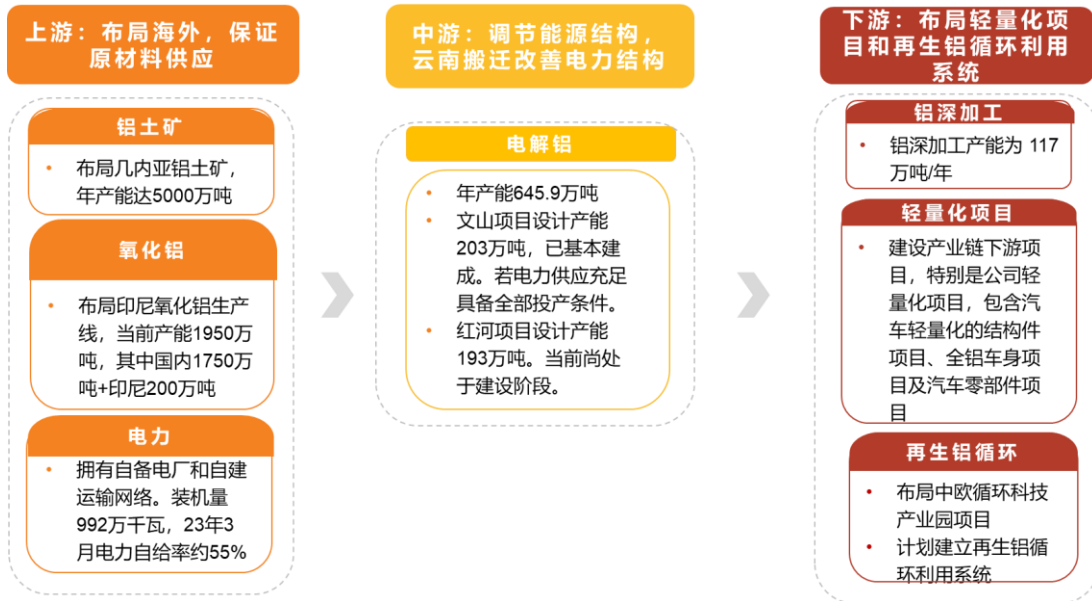 上游：布局海外，保证
原材料供应
铝土矿
• 布局几内亚铝土矿，
年产能达5000万吨
氧化铝
• 布局印尼氧化铝生产
线，当前产能1950万
吨，其中国内1750万
吨+印尼200万吨
电力
• 拥有自备电厂和自建
运输网络。装机量
992万千瓦，23年3
月电力自给率约55%
中游：调节能源结构，
云南搬迁改善电力结构
电解铝
• 年产能645.9万吨
• 文山项目设计产能
203万吨，已基本建
成。若电力供应充足
具备全部投产条件。
• 红河项目设计产能
193万吨。当前尚处
于建设阶段。
下游：布局轻量化项
目和再生铝循环利用
系统
铝深加工
• 铝深加工产能为 117
万吨/年
轻量化项目
• 建设产业链下游项
目，特别是公司轻
量化项目，包含汽
车轻量化的结构件
项目、全铝车身项
目及汽车零部件项
目
再生铝循环
• 布局中欧循环科技
产业园项目
• 计划建立再生铝循
环利用系统